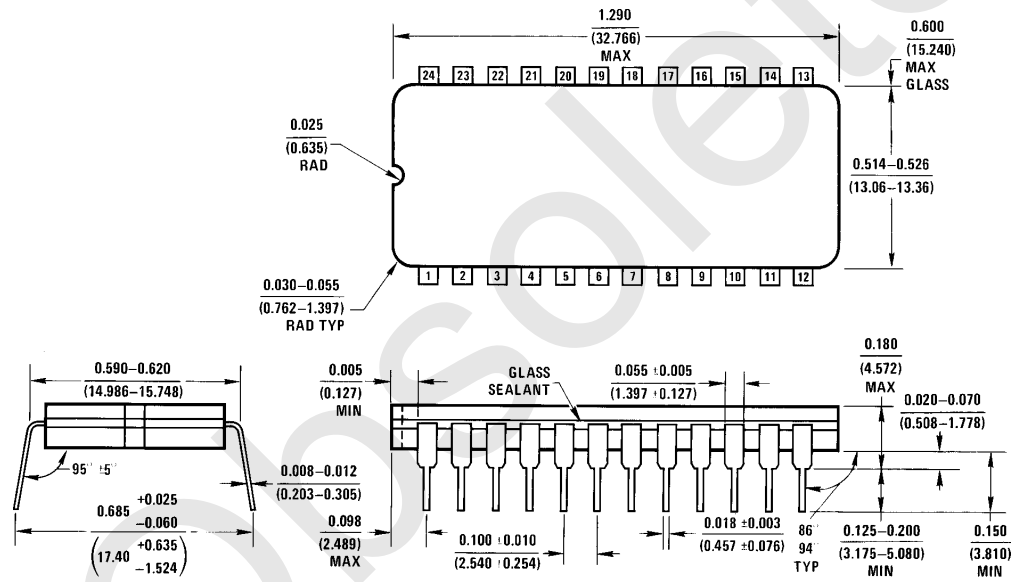 1.290
(32.766)
MAX
0.600
(15.240)
MAX
GLASS
24 23 22 21 20 19 18 17 16 15 14 13
0.025
(0.635)
RAD
0.514–0.526
(13.06–13.36)
1 2 3 4 5 6 7 8 9 10 11 12
0.030–0.055
(0.762–1.397)
RAD TYP
0.590–0.620
(14.986–15.748)
0.005
(0.127)
MIN
GLASS
SEALANT
0.055 ±0.005
(1.397 ±0.127)
0.180
(4.572)
MAX
0.020–0.070
(0.508–1.778)
95° ±5°
0.008–0.012
(0.203–0.305)
0.685 +0.025 -0.060
(17.40 +0.635 -1.524)
0.098
(2.489)
MAX
0.100 ±0.010
(2.540 ±0.254)
0.018 ±0.003
(0.457 ±0.076)
86°
94°
TYP
0.125–0.200
(3.175–5.080)
MIN
0.150
(3.810)
MIN
Obsolete